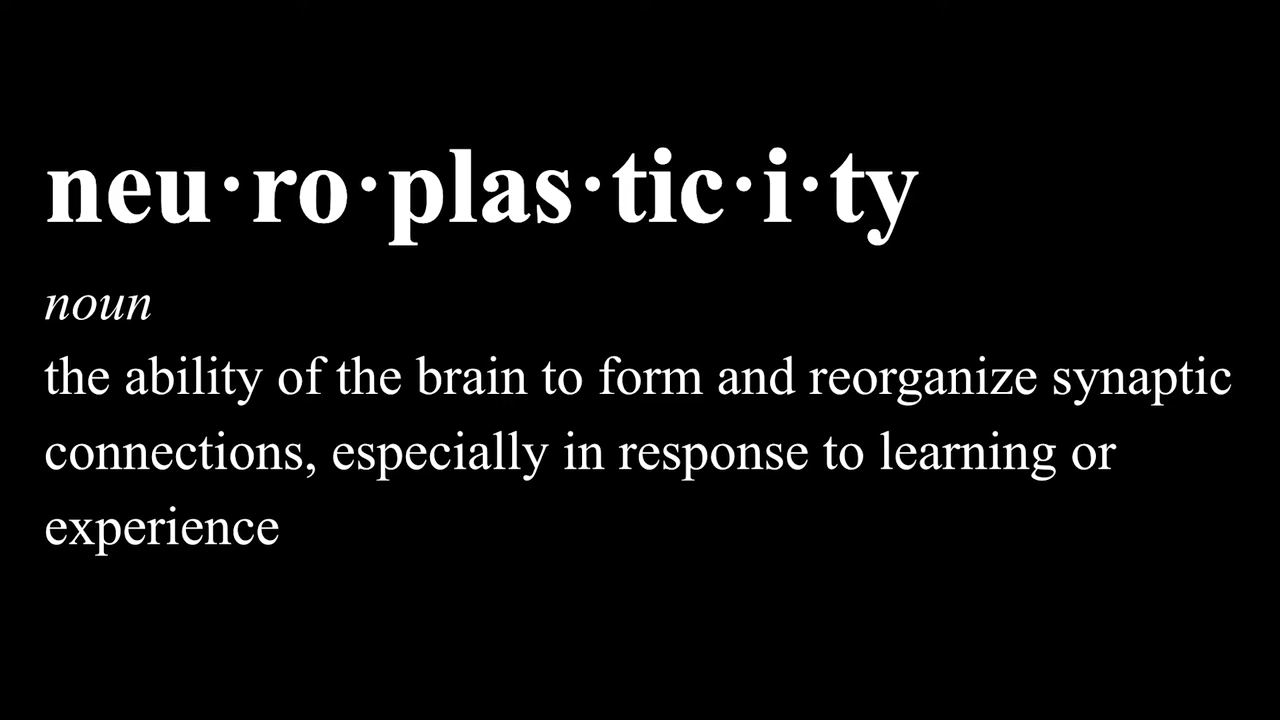 neu·ro·plas·tic·i·ty
noun
the ability of the brain to form and reorganize synaptic
connections, especially in response to learning or
experience